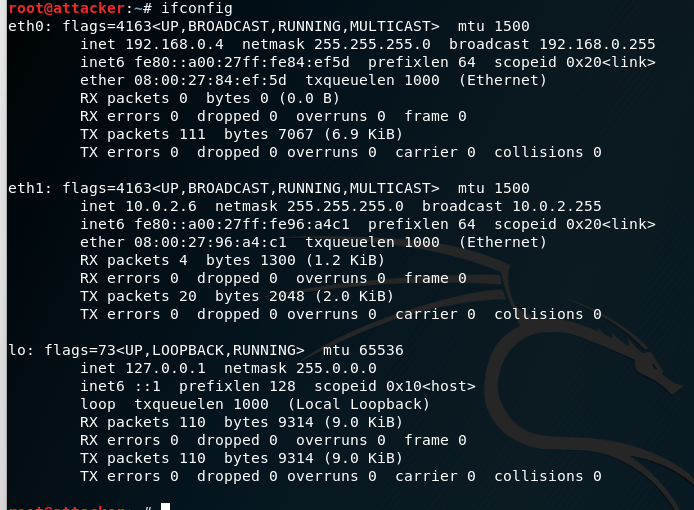 root@attacker:~# ifconfig
eth0: flags=4163<UP,BROADCAST,RUNNING,MULTICAST>  mtu 1500
        inet 192.168.0.4  netmask 255.255.255.0  broadcast 192.168.0.255
        inet6 fe80::a00:27ff:fe84:ef5d  prefixlen 64  scopeid 0x20<link>
        ether 08:00:27:84:ef:5d  txqueuelen 1000  (Ethernet)
        RX packets 0  bytes 0 (0.0 B)
        RX errors 0  dropped 0  overruns 0  frame 0
        TX packets 111  bytes 7067 (6.9 KiB)
        TX errors 0  dropped 0 overruns 0  carrier 0  collisions 0

eth1: flags=4163<UP,BROADCAST,RUNNING,MULTICAST>  mtu 1500
        inet 10.0.2.6  netmask 255.255.255.0  broadcast 10.0.2.255
        inet6 fe80::a00:27ff:fe96:a4c1  prefixlen 64  scopeid 0x20<link>
        ether 08:00:27:96:a4:c1  txqueuelen 1000  (Ethernet)
        RX packets 4  bytes 1300 (1.2 KiB)
        RX errors 0  dropped 0  overruns 0  frame 0
        TX packets 20  bytes 2048 (2.0 KiB)
        TX errors 0  dropped 0 overruns 0  carrier 0  collisions 0

lo: flags=73<UP,LOOPBACK,RUNNING>  mtu 65536
        inet 127.0.0.1  netmask 255.0.0.0
        inet6 ::1  prefixlen 128  scopeid 0x10<host>
        loop  txqueuelen 1000  (Local Loopback)
        RX packets 110  bytes 9314 (9.0 KiB)
        RX errors 0  dropped 0  overruns 0  frame 0
        TX packets 110  bytes 9314 (9.0 KiB)
        TX errors 0  dropped 0 overruns 0  carrier 0  collisions 0

root@attacker:~#